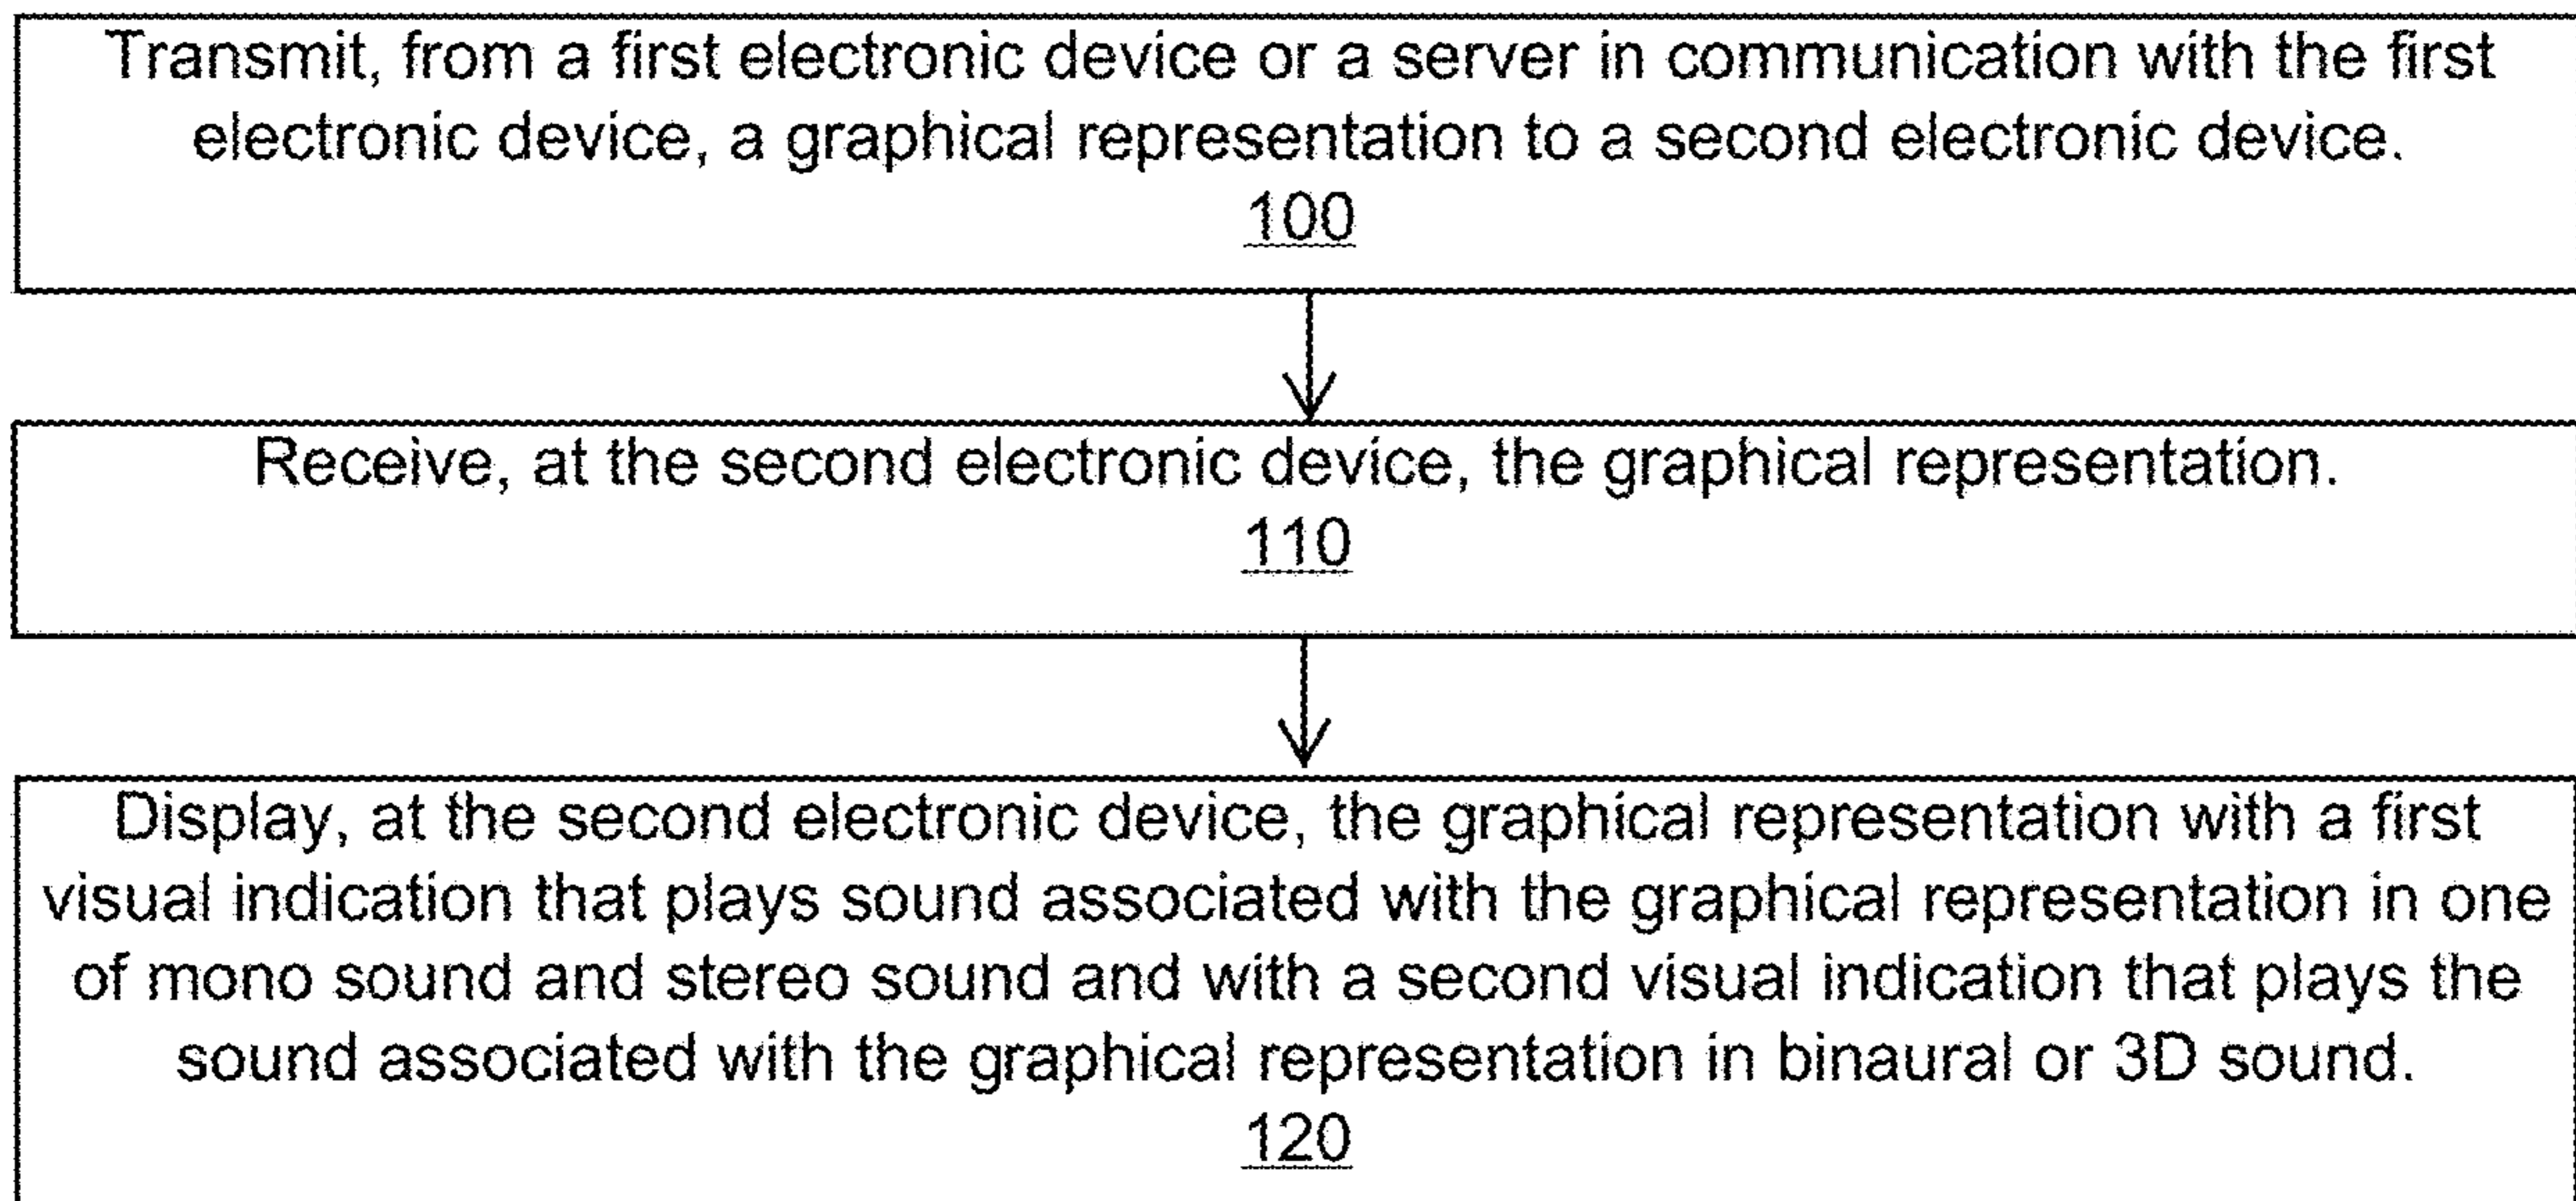 Transmit, from a first electronic device or a server in communication with the first
electronic device, a graphical representation to a second electronic device.
100
Receive, at the second electronic device, the graphical representation.
110
Display, at the second electronic device, the graphical representation with a first
visual indication that plays sound associated with the graphical representation in one
of mono sound and stereo sound and with a second visual indication that plays the
sound associated with the graphical representation in binaural or 3D sound.
120